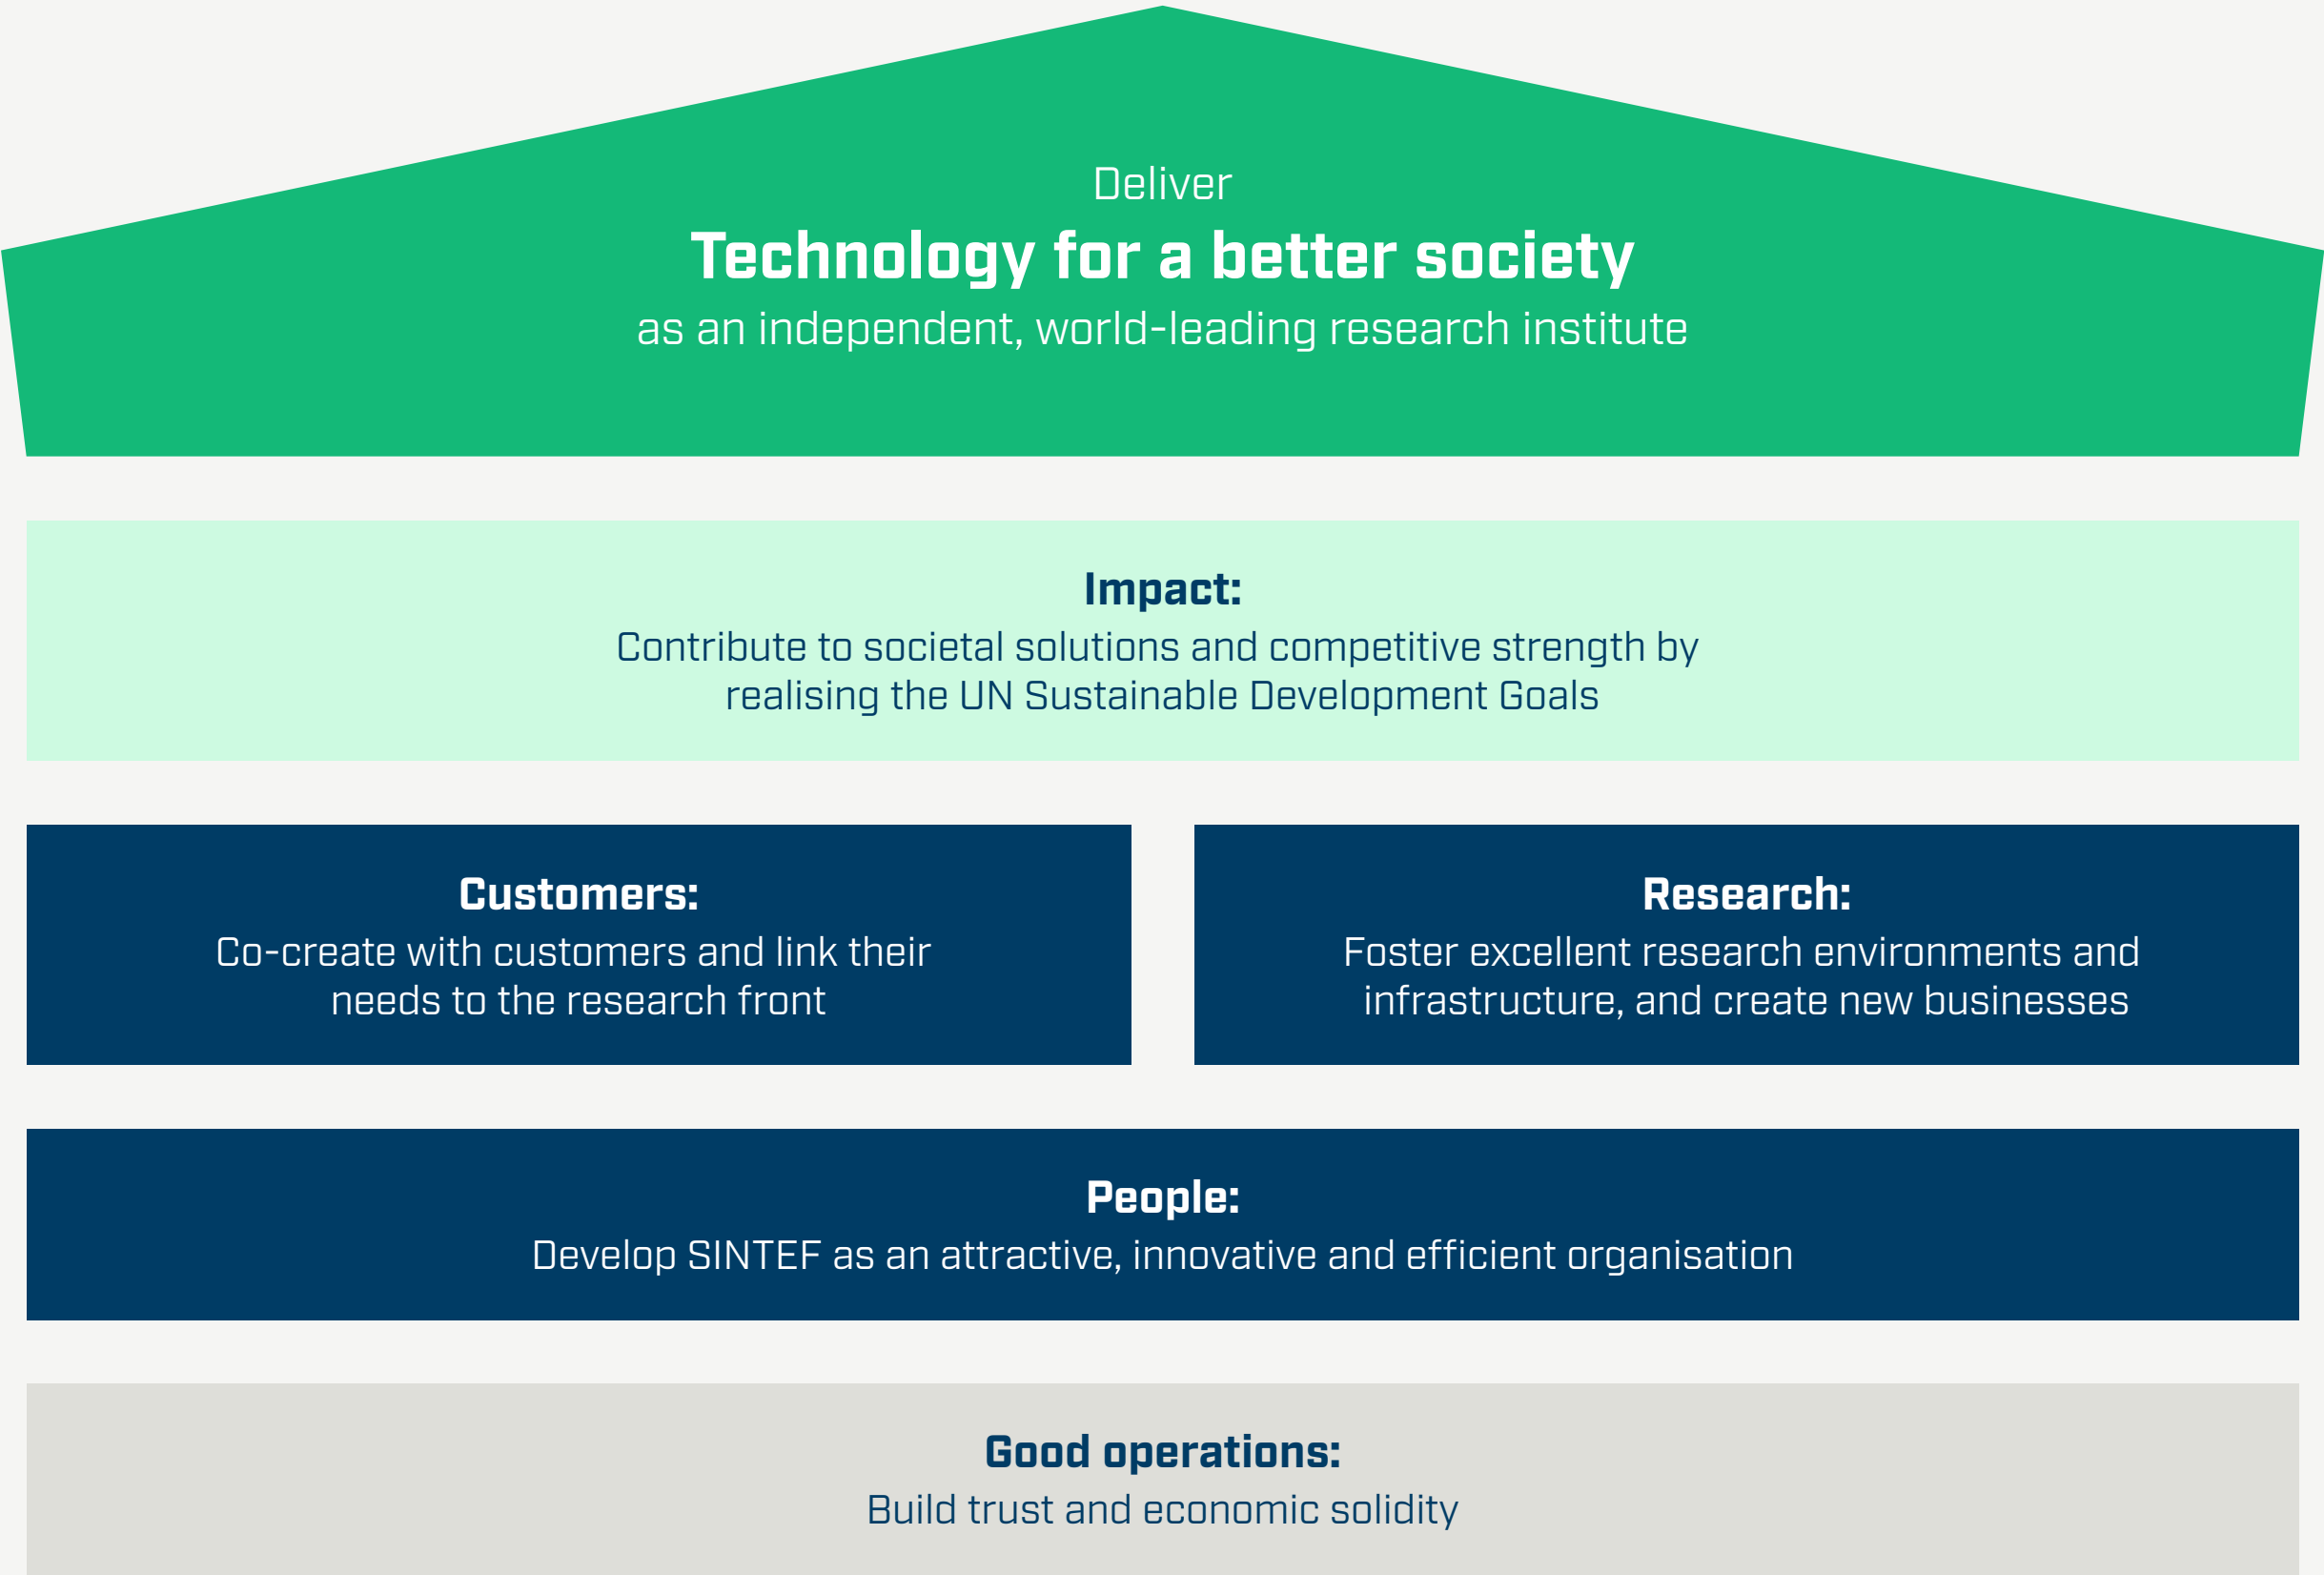 Deliver
Technology for a better society
as an independent, world-leading research institute
Impact:
Contribute to societal solutions and competitive strength by
realising the UN Sustainable Development Goals
Customers:
Co-create with customers and link their
needs to the research front
Research:
Foster excellent research environments and
infrastructure, and create new businesses
People:
Develop SINTEF as an attractive, innovative and efficient organisation
Good operations:
Build trust and economic solidity